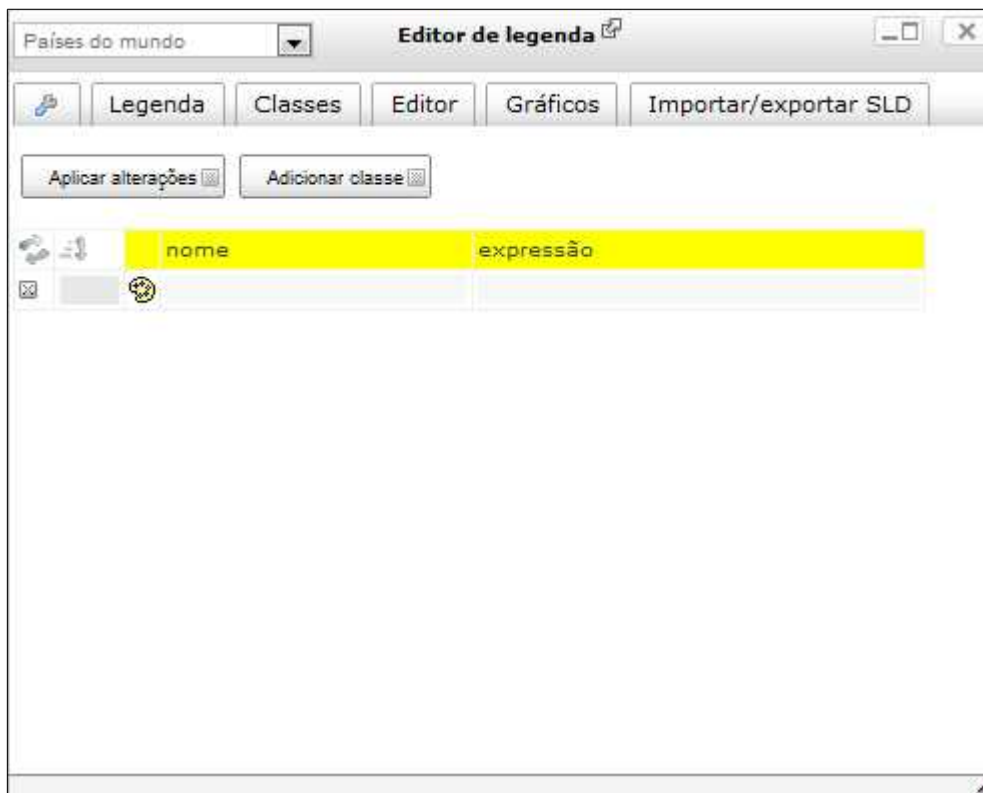 Países do mundo
Editor de legenda
Legenda
Classes
Editor
Gráficos
Importar/exportar SLD
Aplicar alterações
Adicionar classe
nome
expressão